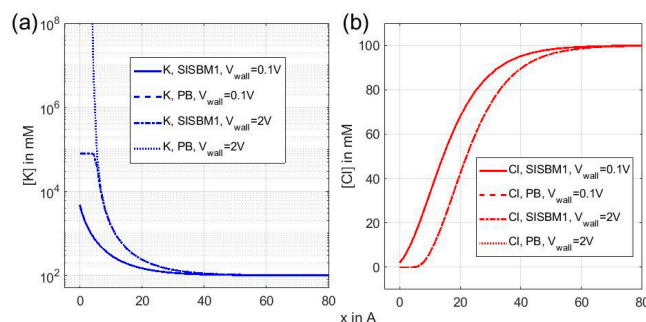 (a)
10^8
10^6
10^4
10^2
[K] in mM
K, SISBM1, V_wall=0.1V
K, PB, V_wall=0.1V
K, SISBM1, V_wall=2V
K, PB, V_wall=2V
0 20 40 60 80
(b)
100
80
60
40
20
0
[Cl] in mM
Cl, SISBM1, V_wall=0.1V
Cl, PB, V_wall=0.1V
Cl, SISBM1, V_wall=2V
Cl, PB, V_wall=2V
0 20 40 60 80
x in A